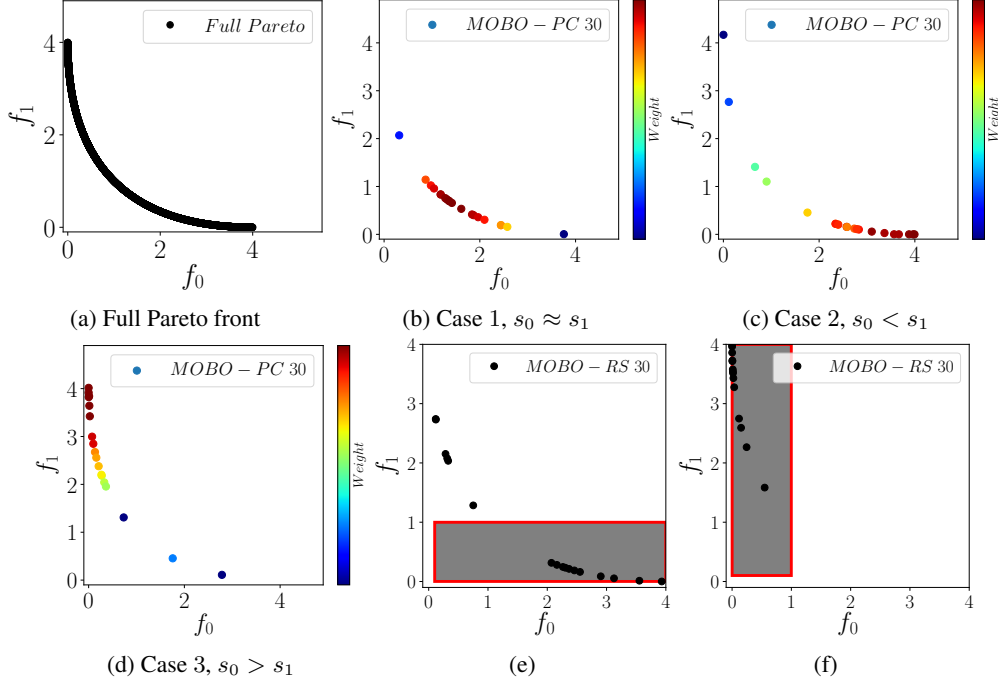 Full Pareto
f₁
4
2
0
0
4
f₀
(a) Full Pareto front
MOBO − PC 30
f₁
4
3
2
1
0
0
2
4
f₀
Weight
(b) Case 1, s₀ ≈ s₁
MOBO − PC 30
f₁
4
3
2
1
0
0
2
4
f₀
Weight
(c) Case 2, s₀ < s₁
MOBO − PC 30
f₁
5
4
3
2
1
0
0
2
4
f₀
Weight
(d) Case 3, s₀ > s₁
MOBO − RS 30
f₁
4
3
2
1
0
0
1
2
3
4
f₀
(e)
MOBO − RS 30
f₁
4
3
2
1
0
0
1
2
3
4
f₀
(f)